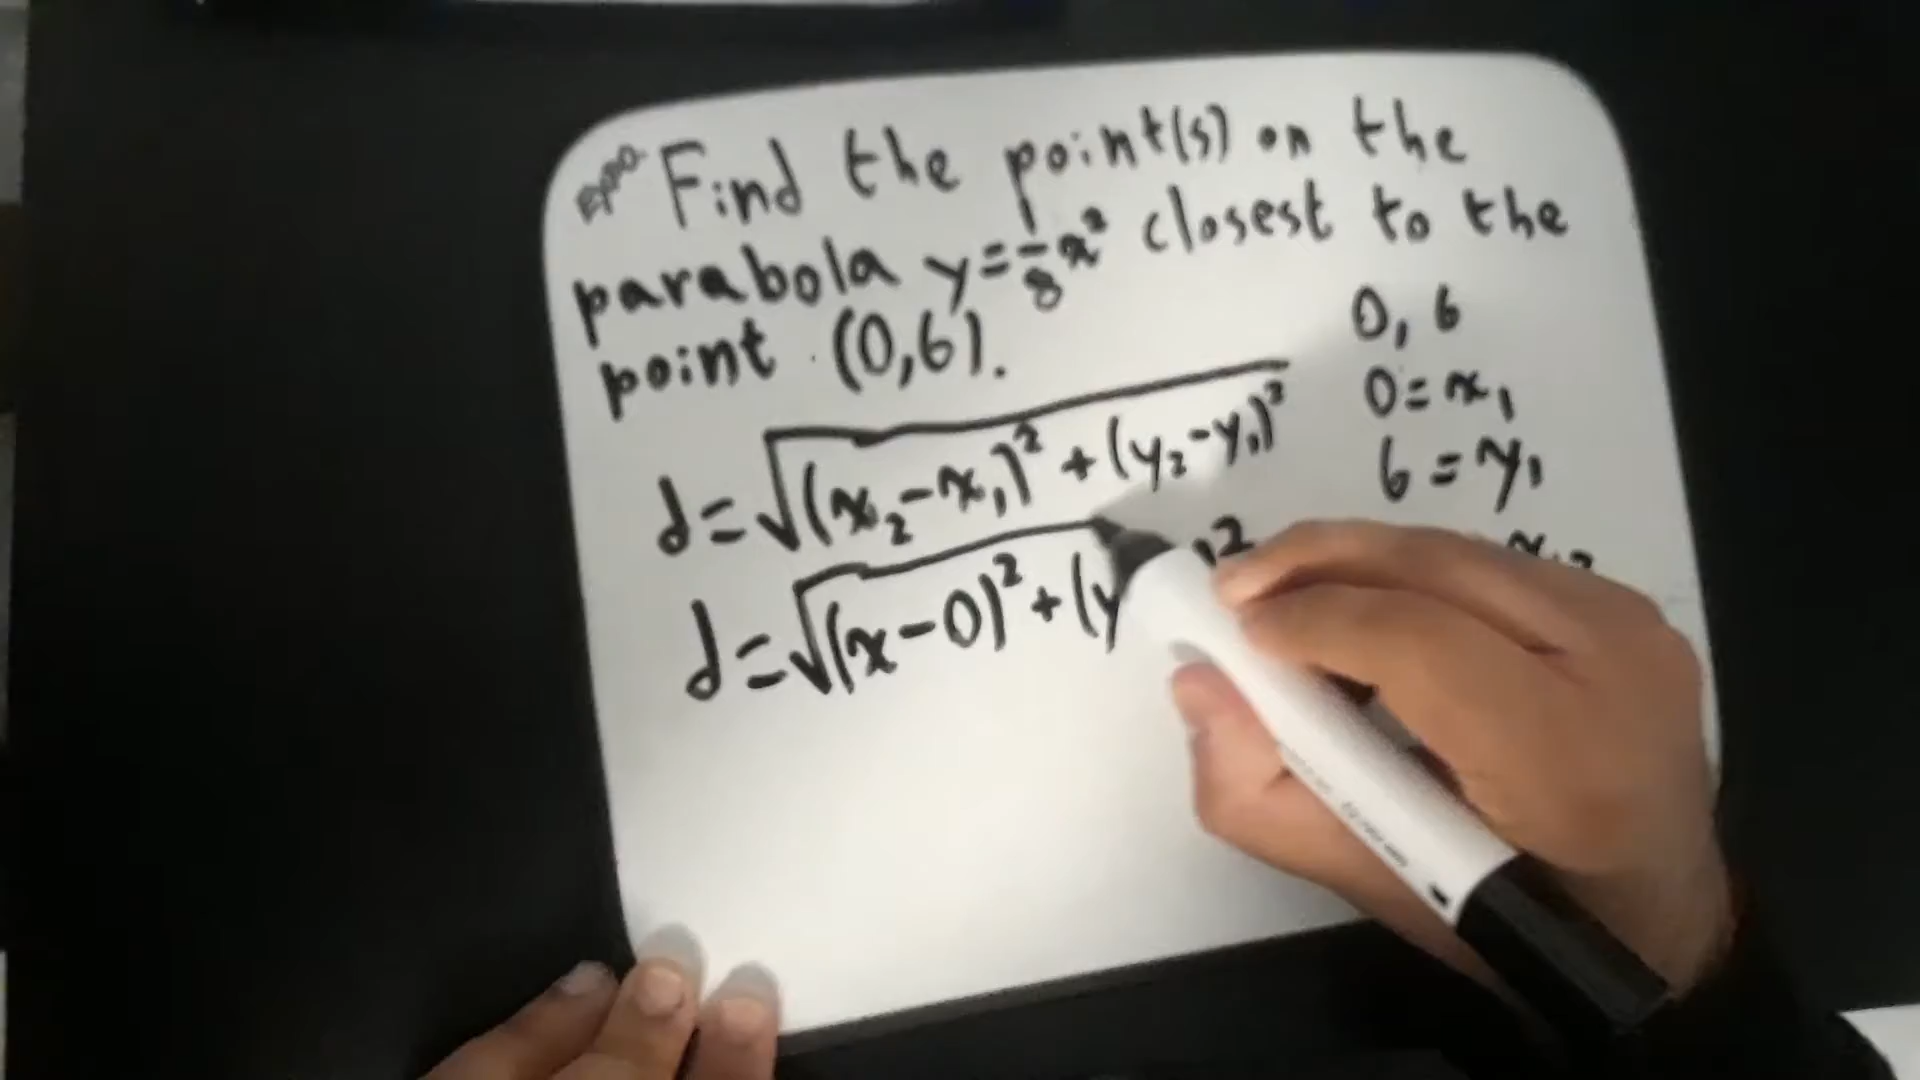 EXPO Find the point(s) on the
parabola y=1/8x² closest to the
point (0,6).
0, 6
0=x₁
6=y₁
d=√(x₂-x₁)²+(y₂-y₁)²
d=√(x-0)²+(y